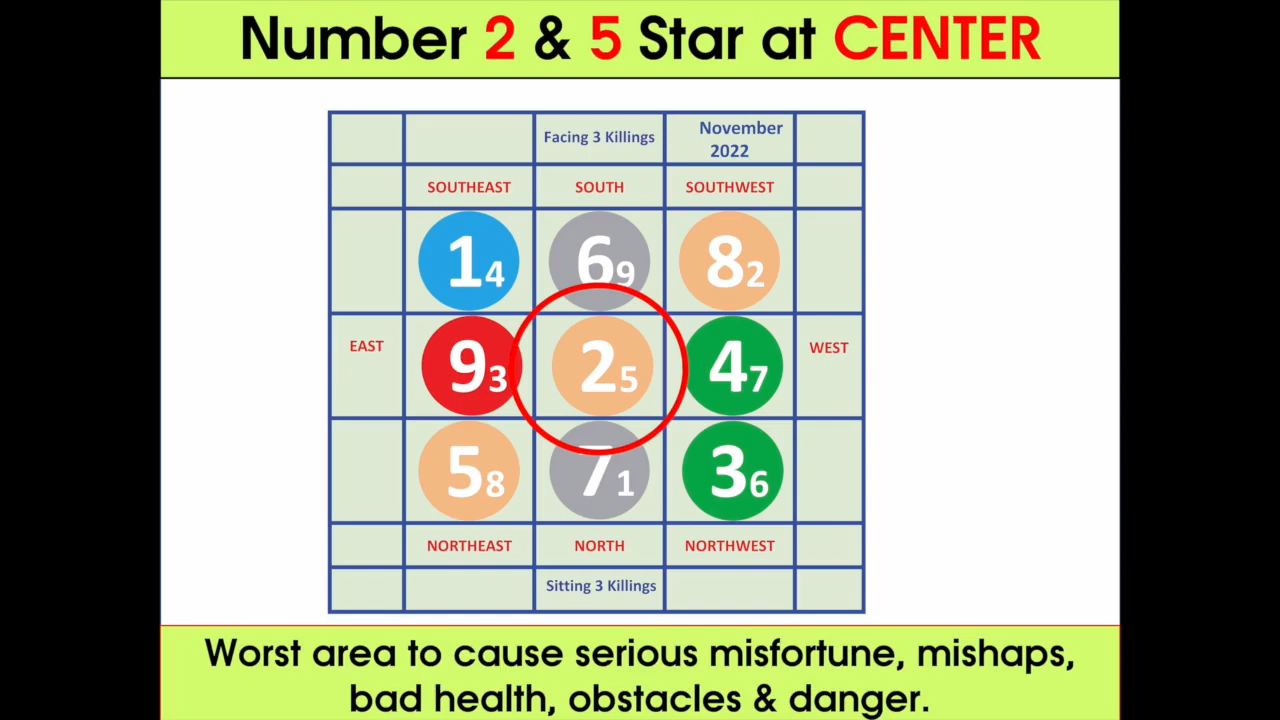 Number 2 & 5 Star at CENTER
Facing 3 Killings
November
2022
SOUTHEAST SOUTH SOUTHWEST
14 69 82
EAST 93 25 47 WEST
58 71 36
NORTHEAST NORTH NORTHWEST
Sitting 3 Killings
Worst area to cause serious misfortune, mishaps,
bad health, obstacles & danger.